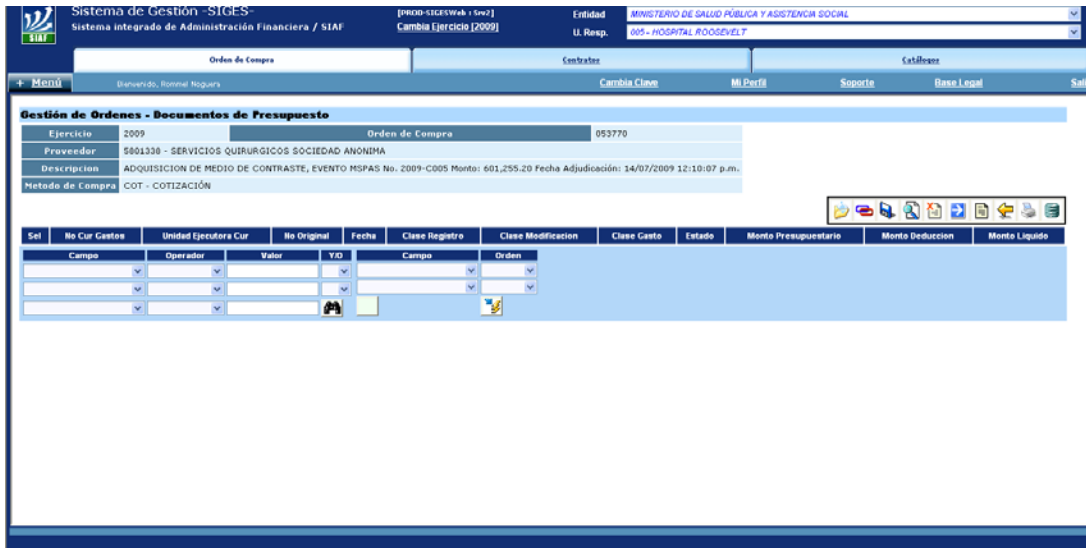 Sistema de Gestión -SIGES-
Sistema integrado de Administración Financiera / SIAF
[PROD-SIGESWeb : Srv2]
Cambia Ejercicio [2009]
Entidad MINISTERIO DE SALUD PÚBLICA Y ASISTENCIA SOCIAL
U. Resp. 005 - HOSPITAL ROOSEVELT
SIAF
Orden de Compra Contratos Catálogos
+ Menú Bienvenido, Rommel Noguera Cambia Clave Mi Perfil Soporte Base Legal Sali
Gestión de Ordenes - Documentos de Presupuesto
Ejercicio 2009 Orden de Compra 053770
Proveedor 5801338 - SERVICIOS QUIRURGICOS SOCIEDAD ANONIMA
Descripcion ADQUISICION DE MEDIO DE CONTRASTE, EVENTO MSPAS No. 2009-C005 Monto: 601,255.20 Fecha Adjudicación: 14/07/2009 12:10:07 p.m.
Metodo de Compra COT - COTIZACIÓN
Sel No Cur Gastos Unidad Ejecutora Cur No Original Fecha Clase Registro Clase Modificacion Clase Gasto Estado Monto Presupuestario Monto Deduccion Monto Liquido
Campo Operador Valor Y/O Campo Orden